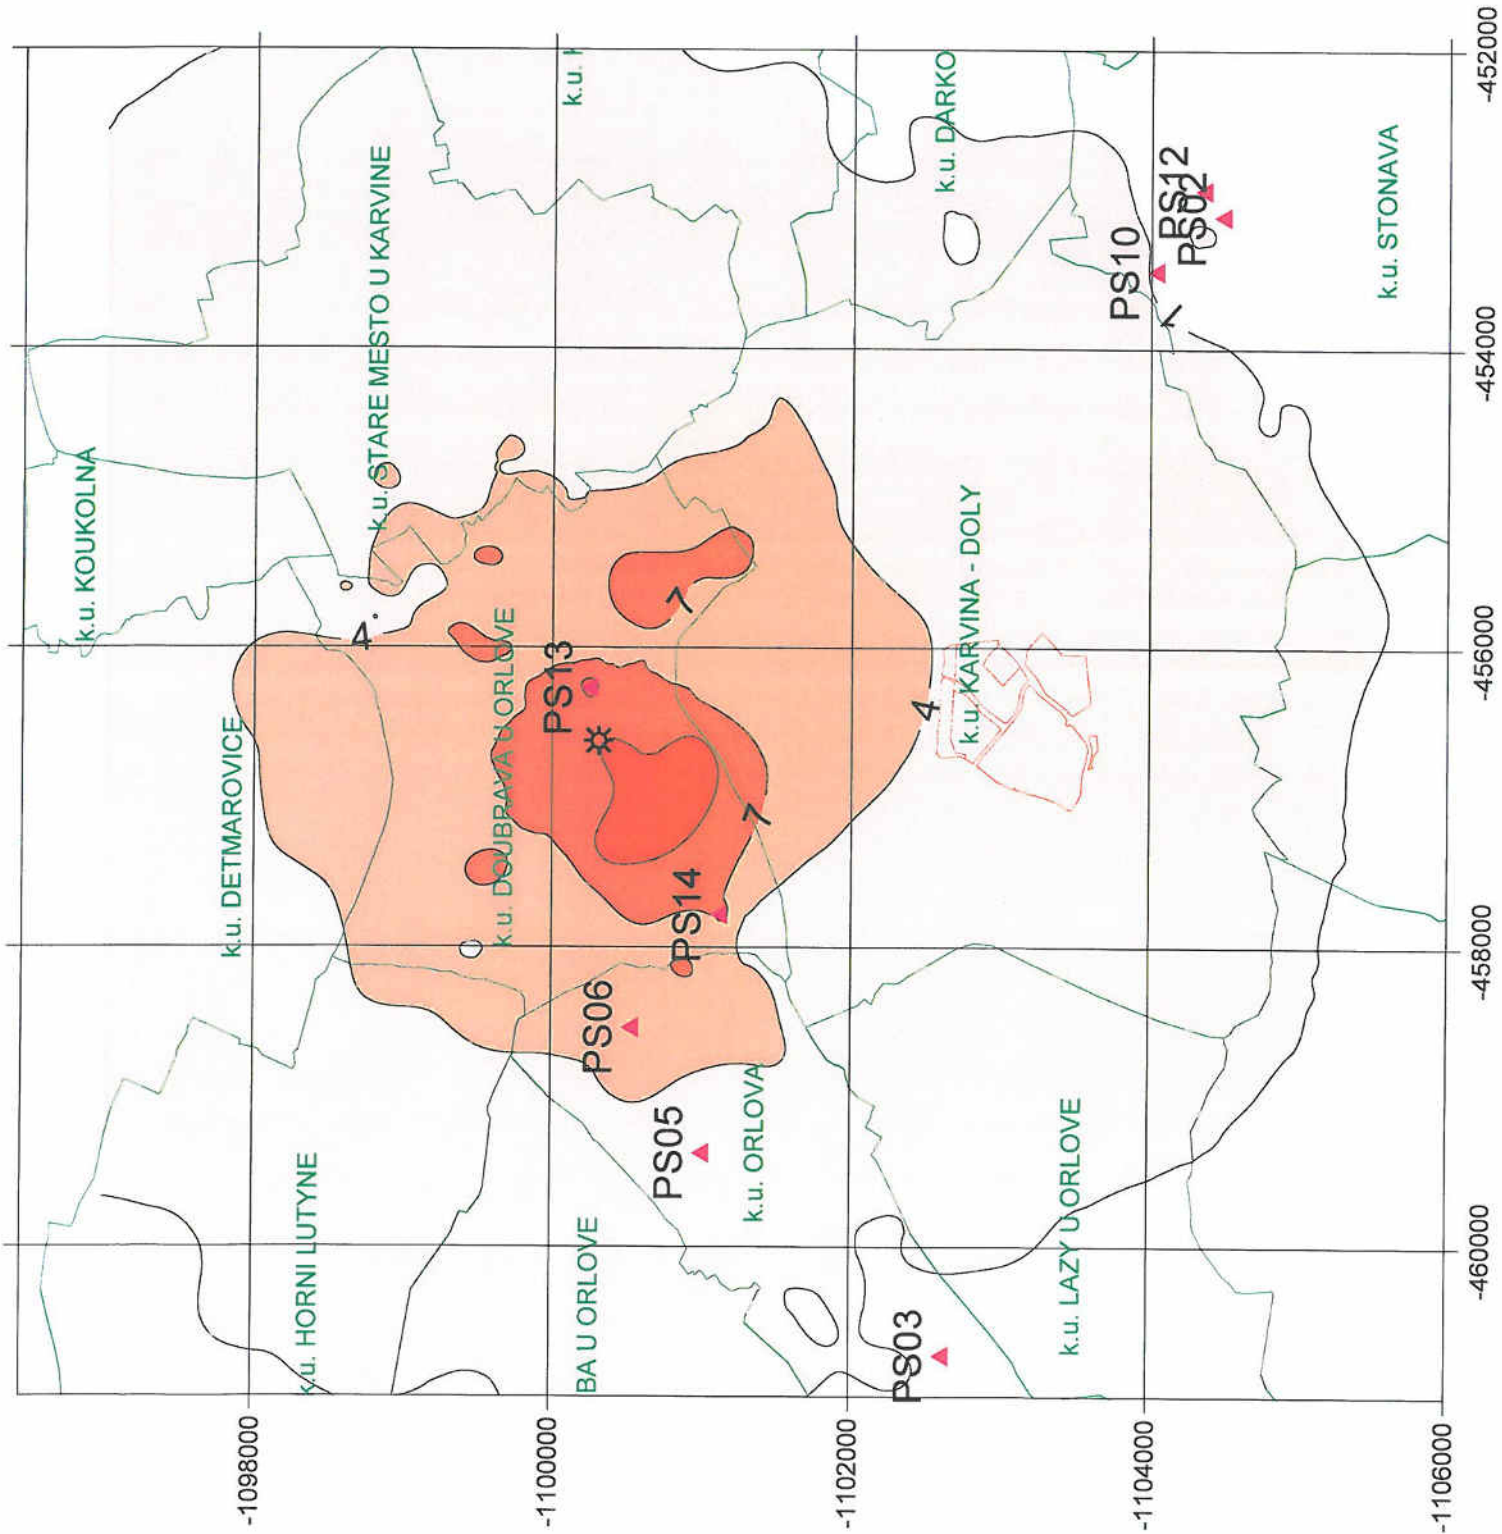 k.u. KOUKOLNA
k.u. STARE MESTO U KARVINE
k.u. DETMAROVICE
k.u. HORNI LUTYNE
k.u. DOUBRAVA U ORLOVE
k.u.
BA U ORLOVE
k.u. ORLOVA
k.u. DARKO
k.u. KARVINA - DOLY
k.u. LAZY U ORLOVE
k.u. STONAVA
PS13
PS14
PS06
PS05
PS03
PS10
PS12
PS02
4
4
7
7
-1098000
-1100000
-1102000
-1104000
-1106000
-460000
-458000
-456000
-454000
-452000